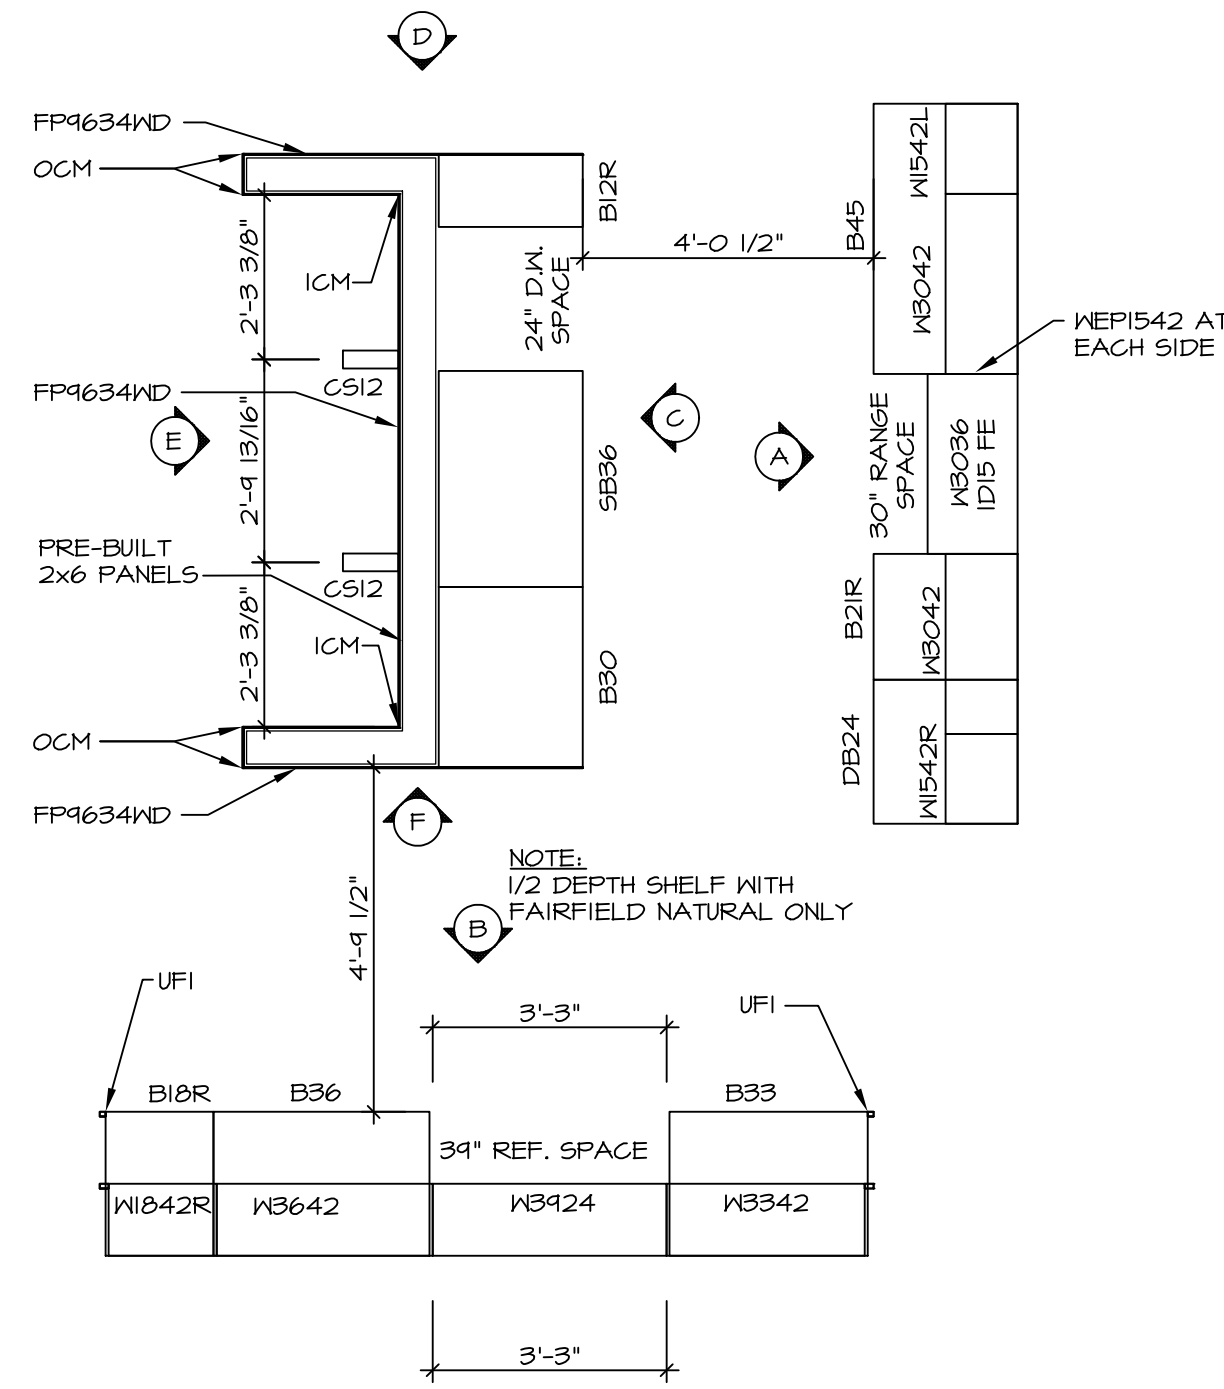 D
FP9634WD
OCM
2'-3 3/8"
ICM
B12R
24" D.W.
SPACE
4'-0 1/2"
B45
W1542L
W3042
WEP1542 AT
EACH SIDE
CS12
FP9634WD
E
2'-9 13/16"
C
A
30" RANGE
SPACE
W3036
ID15 FE
SB36
PRE-BUILT
2x6 PANELS
CS12
2'-3 3/8"
ICM
B30
B21R
W3042
OCM
DB24
W1542R
FP9634WD
F
NOTE:
1/2 DEPTH SHELF WITH
FAIRFIELD NATURAL ONLY
4'-9 1/2"
B
UF1
3'-3"
UF1
B18R
B36
B33
39" REF. SPACE
W1842R
W3642
W3924
W3342
3'-3"